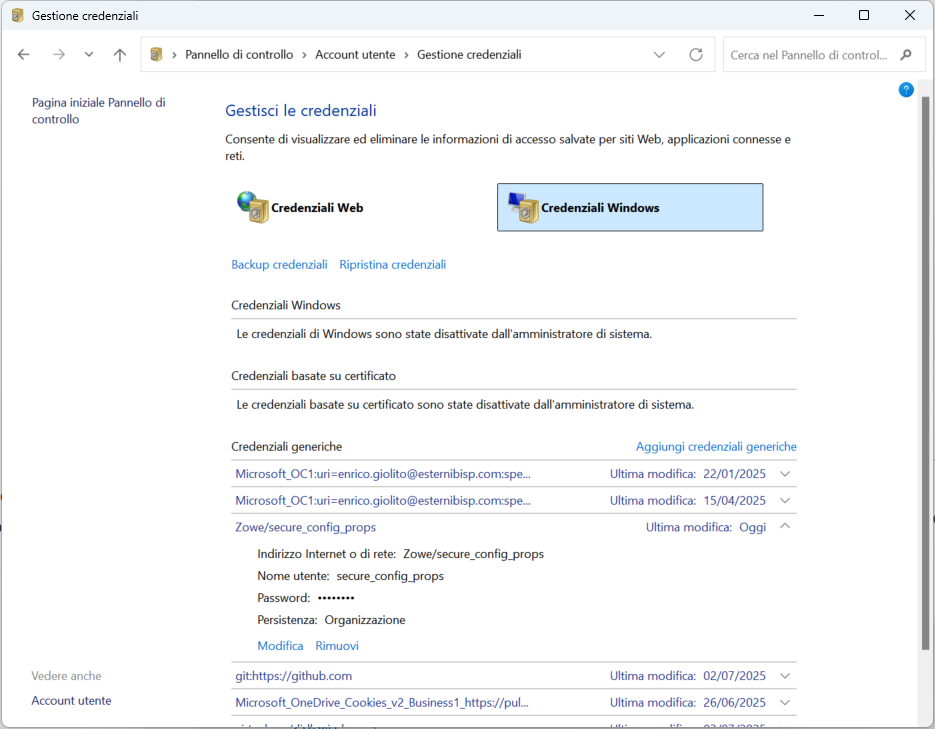 Gestione credenziali
Pannello di controllo > Account utente > Gestione credenziali
Cerca nel Pannello di control...
Pagina iniziale Pannello di
controllo
Gestisci le credenziali
Consente di visualizzare ed eliminare le informazioni di accesso salvate per siti Web, applicazioni connesse e
reti.
Credenziali Web
Credenziali Windows
Backup credenziali Ripristina credenziali
Credenziali Windows
Le credenziali di Windows sono state disattivate dall'amministratore di sistema.
Credenziali basate su certificato
Le credenziali basate su certificato sono state disattivate dall'amministratore di sistema.
Credenziali generiche Aggiungi credenziali generiche
Microsoft_OC1:uri=enrico.giolito@esternibisp.com:spe... Ultima modifica: 22/01/2025
Microsoft_OC1:uri=enrico.giolito@esternibisp.com:spe... Ultima modifica: 15/04/2025
Zowe/secure_config_props Ultima modifica: Oggi
Indirizzo Internet o di rete: Zowe/secure_config_props
Nome utente: secure_config_props
Password: ••••••••
Persistenza: Organizzazione
Modifica Rimuovi
git:https://github.com Ultima modifica: 02/07/2025
Microsoft_OneDrive_Cookies_v2_Business1_https://pul... Ultima modifica: 26/06/2025
Vedere anche
Account utente